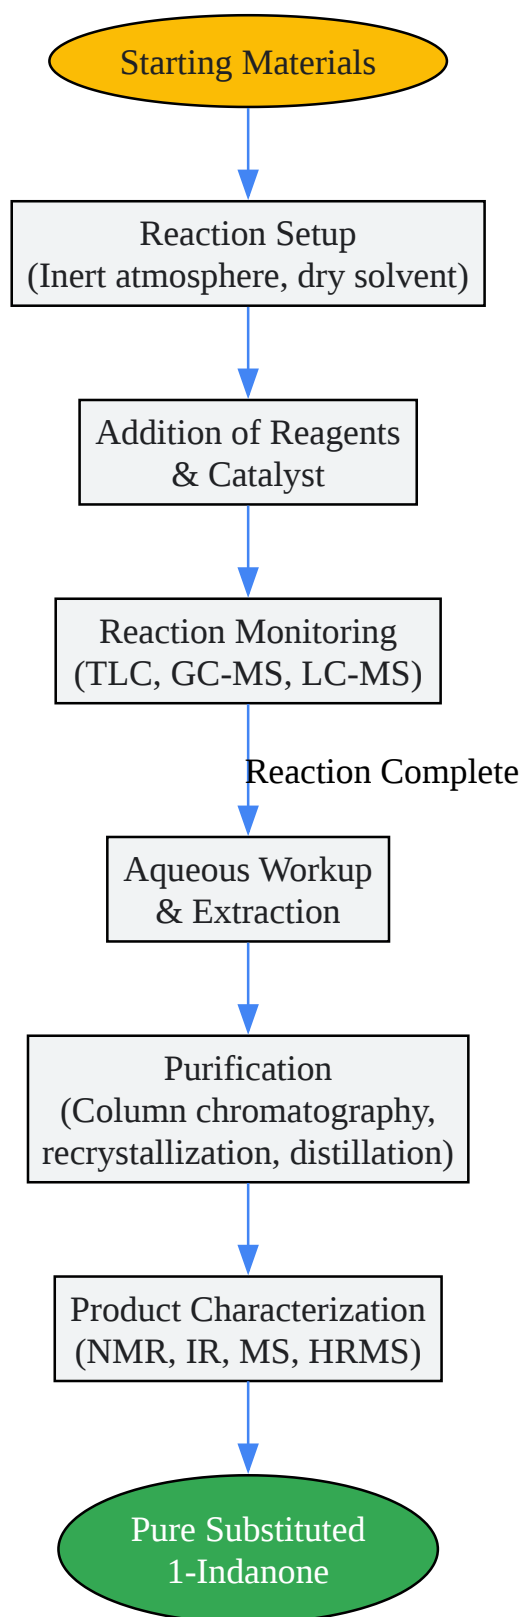 Starting Materials
Reaction Setup
(Inert atmosphere, dry solvent)
Addition of Reagents
& Catalyst
Reaction Monitoring
(TLC, GC-MS, LC-MS)
Reaction Complete
Aqueous Workup
& Extraction
Purification
(Column chromatography,
recrystallization, distillation)
Product Characterization
(NMR, IR, MS, HRMS)
Pure Substituted
1-Indanone